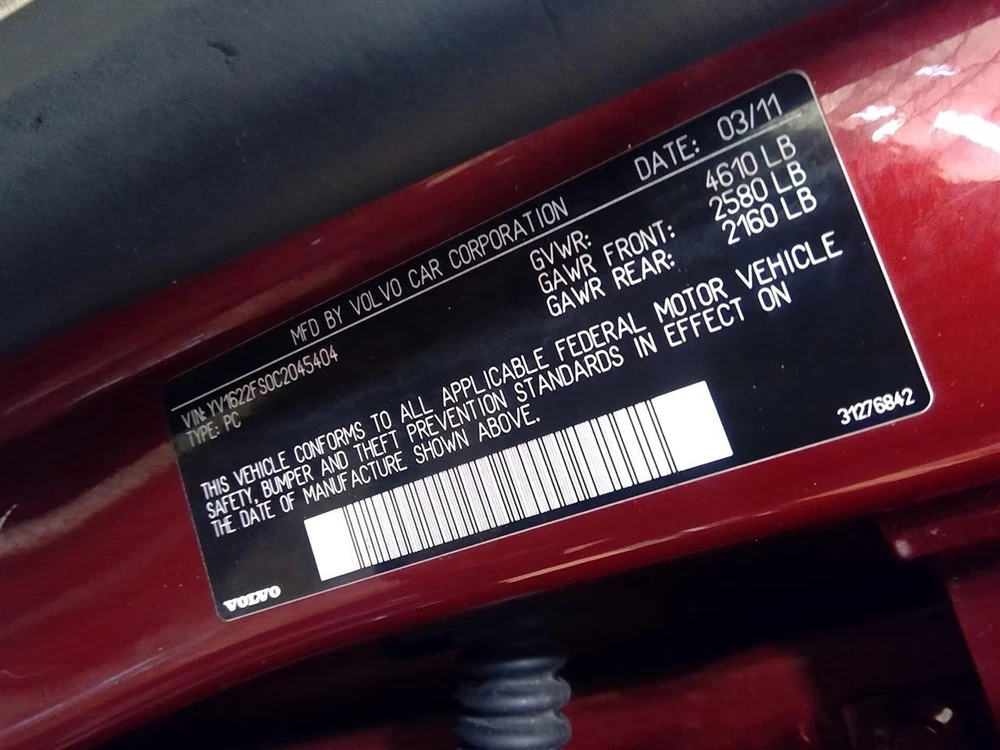 MFD BY VOLVO CAR CORPORATION DATE: 03/11
VIN: YV1622FS0C2045404
TYPE: PC
GVWR: 4610 LB
GAWR FRONT: 2580 LB
GAWR REAR: 2160 LB
THIS VEHICLE CONFORMS TO ALL APPLICABLE FEDERAL MOTOR VEHICLE
SAFETY, BUMPER AND THEFT PREVENTION STANDARDS IN EFFECT ON
THE DATE OF MANUFACTURE SHOWN ABOVE.
31276842
VOLVO